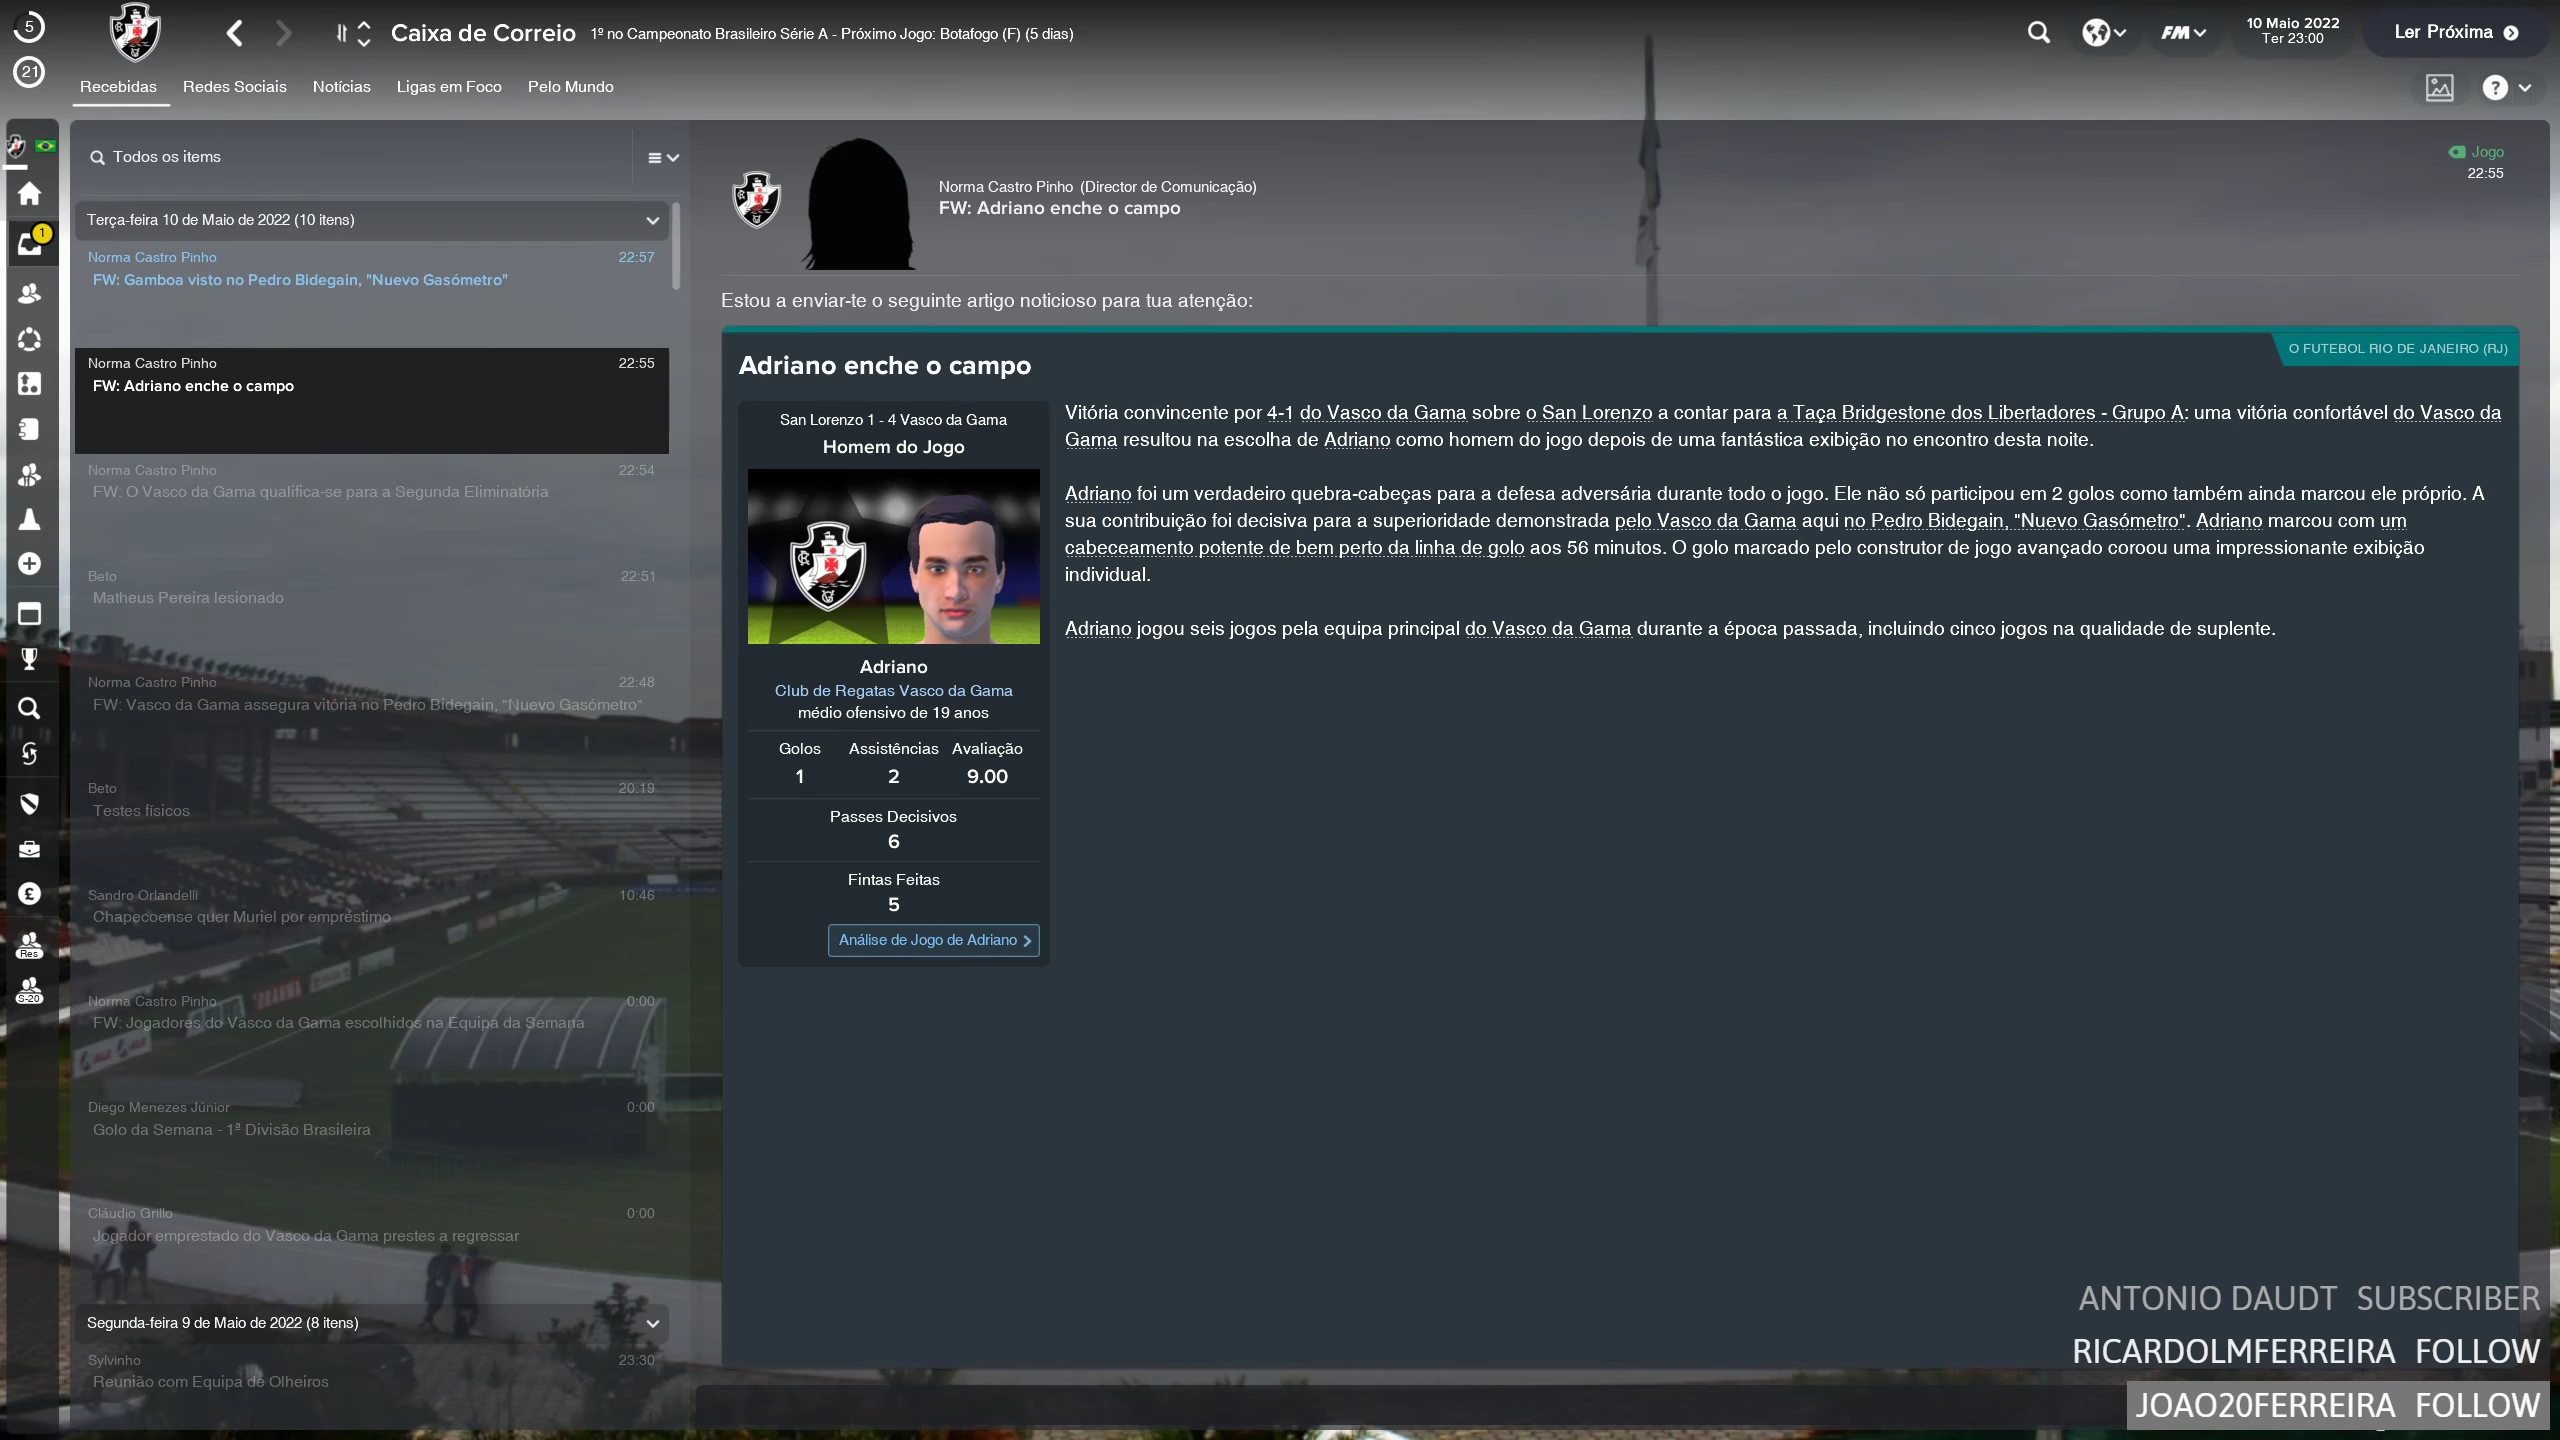 5
21
Caixa de Correio
1º no Campeonato Brasileiro Série A - Próximo Jogo: Botafogo (F) (5 dias)
FM
10 Maio 2022
Ter 23:00
Ler Próxima
Recebidas
Redes Sociais
Notícias
Ligas em Foco
Pelo Mundo
?
1
Res
S-20
Todos os items
Terça-feira 10 de Maio de 2022 (10 itens)
Norma Castro Pinho 22:57
FW: Gamboa visto no Pedro Bidegain, "Nuevo Gasómetro"
Norma Castro Pinho 22:55
FW: Adriano enche o campo
Norma Castro Pinho 22:54
FW: O Vasco da Gama qualifica-se para a Segunda Eliminatória
Beto 22:51
Matheus Pereira lesionado
Norma Castro Pinho 22:48
FW: Vasco da Gama assegura vitória no Pedro Bidegain, "Nuevo Gasómetro"
Beto 20:19
Testes físicos
Sandro Orlandelli 10:46
Chapecoense quer Muriel por empréstimo
Norma Castro Pinho 0:00
FW: Jogadores do Vasco da Gama escolhidos na Equipa da Semana
Diego Menezes Júnior 0:00
Golo da Semana - 1ª Divisão Brasileira
Cláudio Grillo 0:00
Jogador emprestado do Vasco da Gama prestes a regressar
Segunda-feira 9 de Maio de 2022 (8 itens)
Sylvinho 23:30
Reunião com Equipa de Olheiros
Norma Castro Pinho (Director de Comunicação)
FW: Adriano enche o campo
Jogo
22:55
Estou a enviar-te o seguinte artigo noticioso para tua atenção:
O FUTEBOL RIO DE JANEIRO (RJ)
Adriano enche o campo
San Lorenzo 1 - 4 Vasco da Gama
Homem do Jogo
Adriano
Club de Regatas Vasco da Gama
médio ofensivo de 19 anos
Golos Assistências Avaliação
1 2 9.00
Passes Decisivos
6
Fintas Feitas
5
Análise de Jogo de Adriano
Vitória convincente por 4-1 do Vasco da Gama sobre o San Lorenzo a contar para a Taça Bridgestone dos Libertadores - Grupo A: uma vitória confortável do Vasco da
Gama resultou na escolha de Adriano como homem do jogo depois de uma fantástica exibição no encontro desta noite.
Adriano foi um verdadeiro quebra-cabeças para a defesa adversária durante todo o jogo. Ele não só participou em 2 golos como também ainda marcou ele próprio. A
sua contribuição foi decisiva para a superioridade demonstrada pelo Vasco da Gama aqui no Pedro Bidegain, "Nuevo Gasómetro". Adriano marcou com um
cabeceamento potente de bem perto da linha de golo aos 56 minutos. O golo marcado pelo construtor de jogo avançado coroou uma impressionante exibição
individual.
Adriano jogou seis jogos pela equipa principal do Vasco da Gama durante a época passada, incluindo cinco jogos na qualidade de suplente.
ANTONIO DAUDT SUBSCRIBER
RICARDOLMFERREIRA FOLLOW
JOAO20FERREIRA FOLLOW